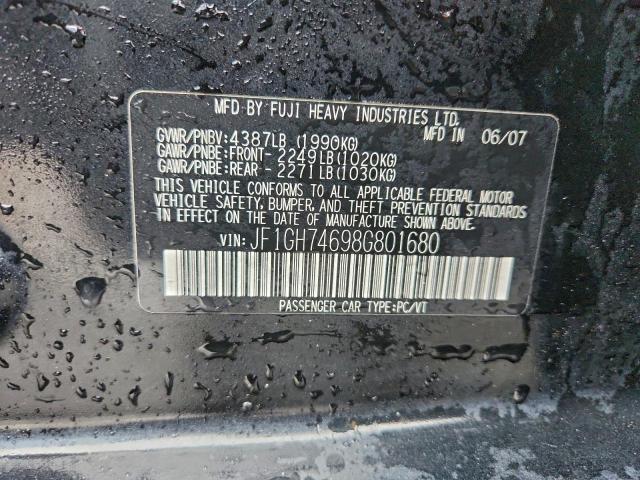 MFD BY FUJI HEAVY INDUSTRIES LTD.
MFD IN 06/07
GVWR/PNBV:4387LB (1990KG)
GAWR/PNBE:FRONT-2249LB(1020KG)
GAWR/PNBE:REAR -2271LB(1030KG)
THIS VEHICLE CONFORMS TO ALL APPLICABLE FEDERAL MOTOR
VEHICLE SAFETY, BUMPER, AND THEFT PREVENTION STANDARDS
IN EFFECT ON THE DATE OF MANUFACTURE SHOWN ABOVE.
VIN: JF1GH74698G801680
PASSENGER CAR TYPE:PC/VT